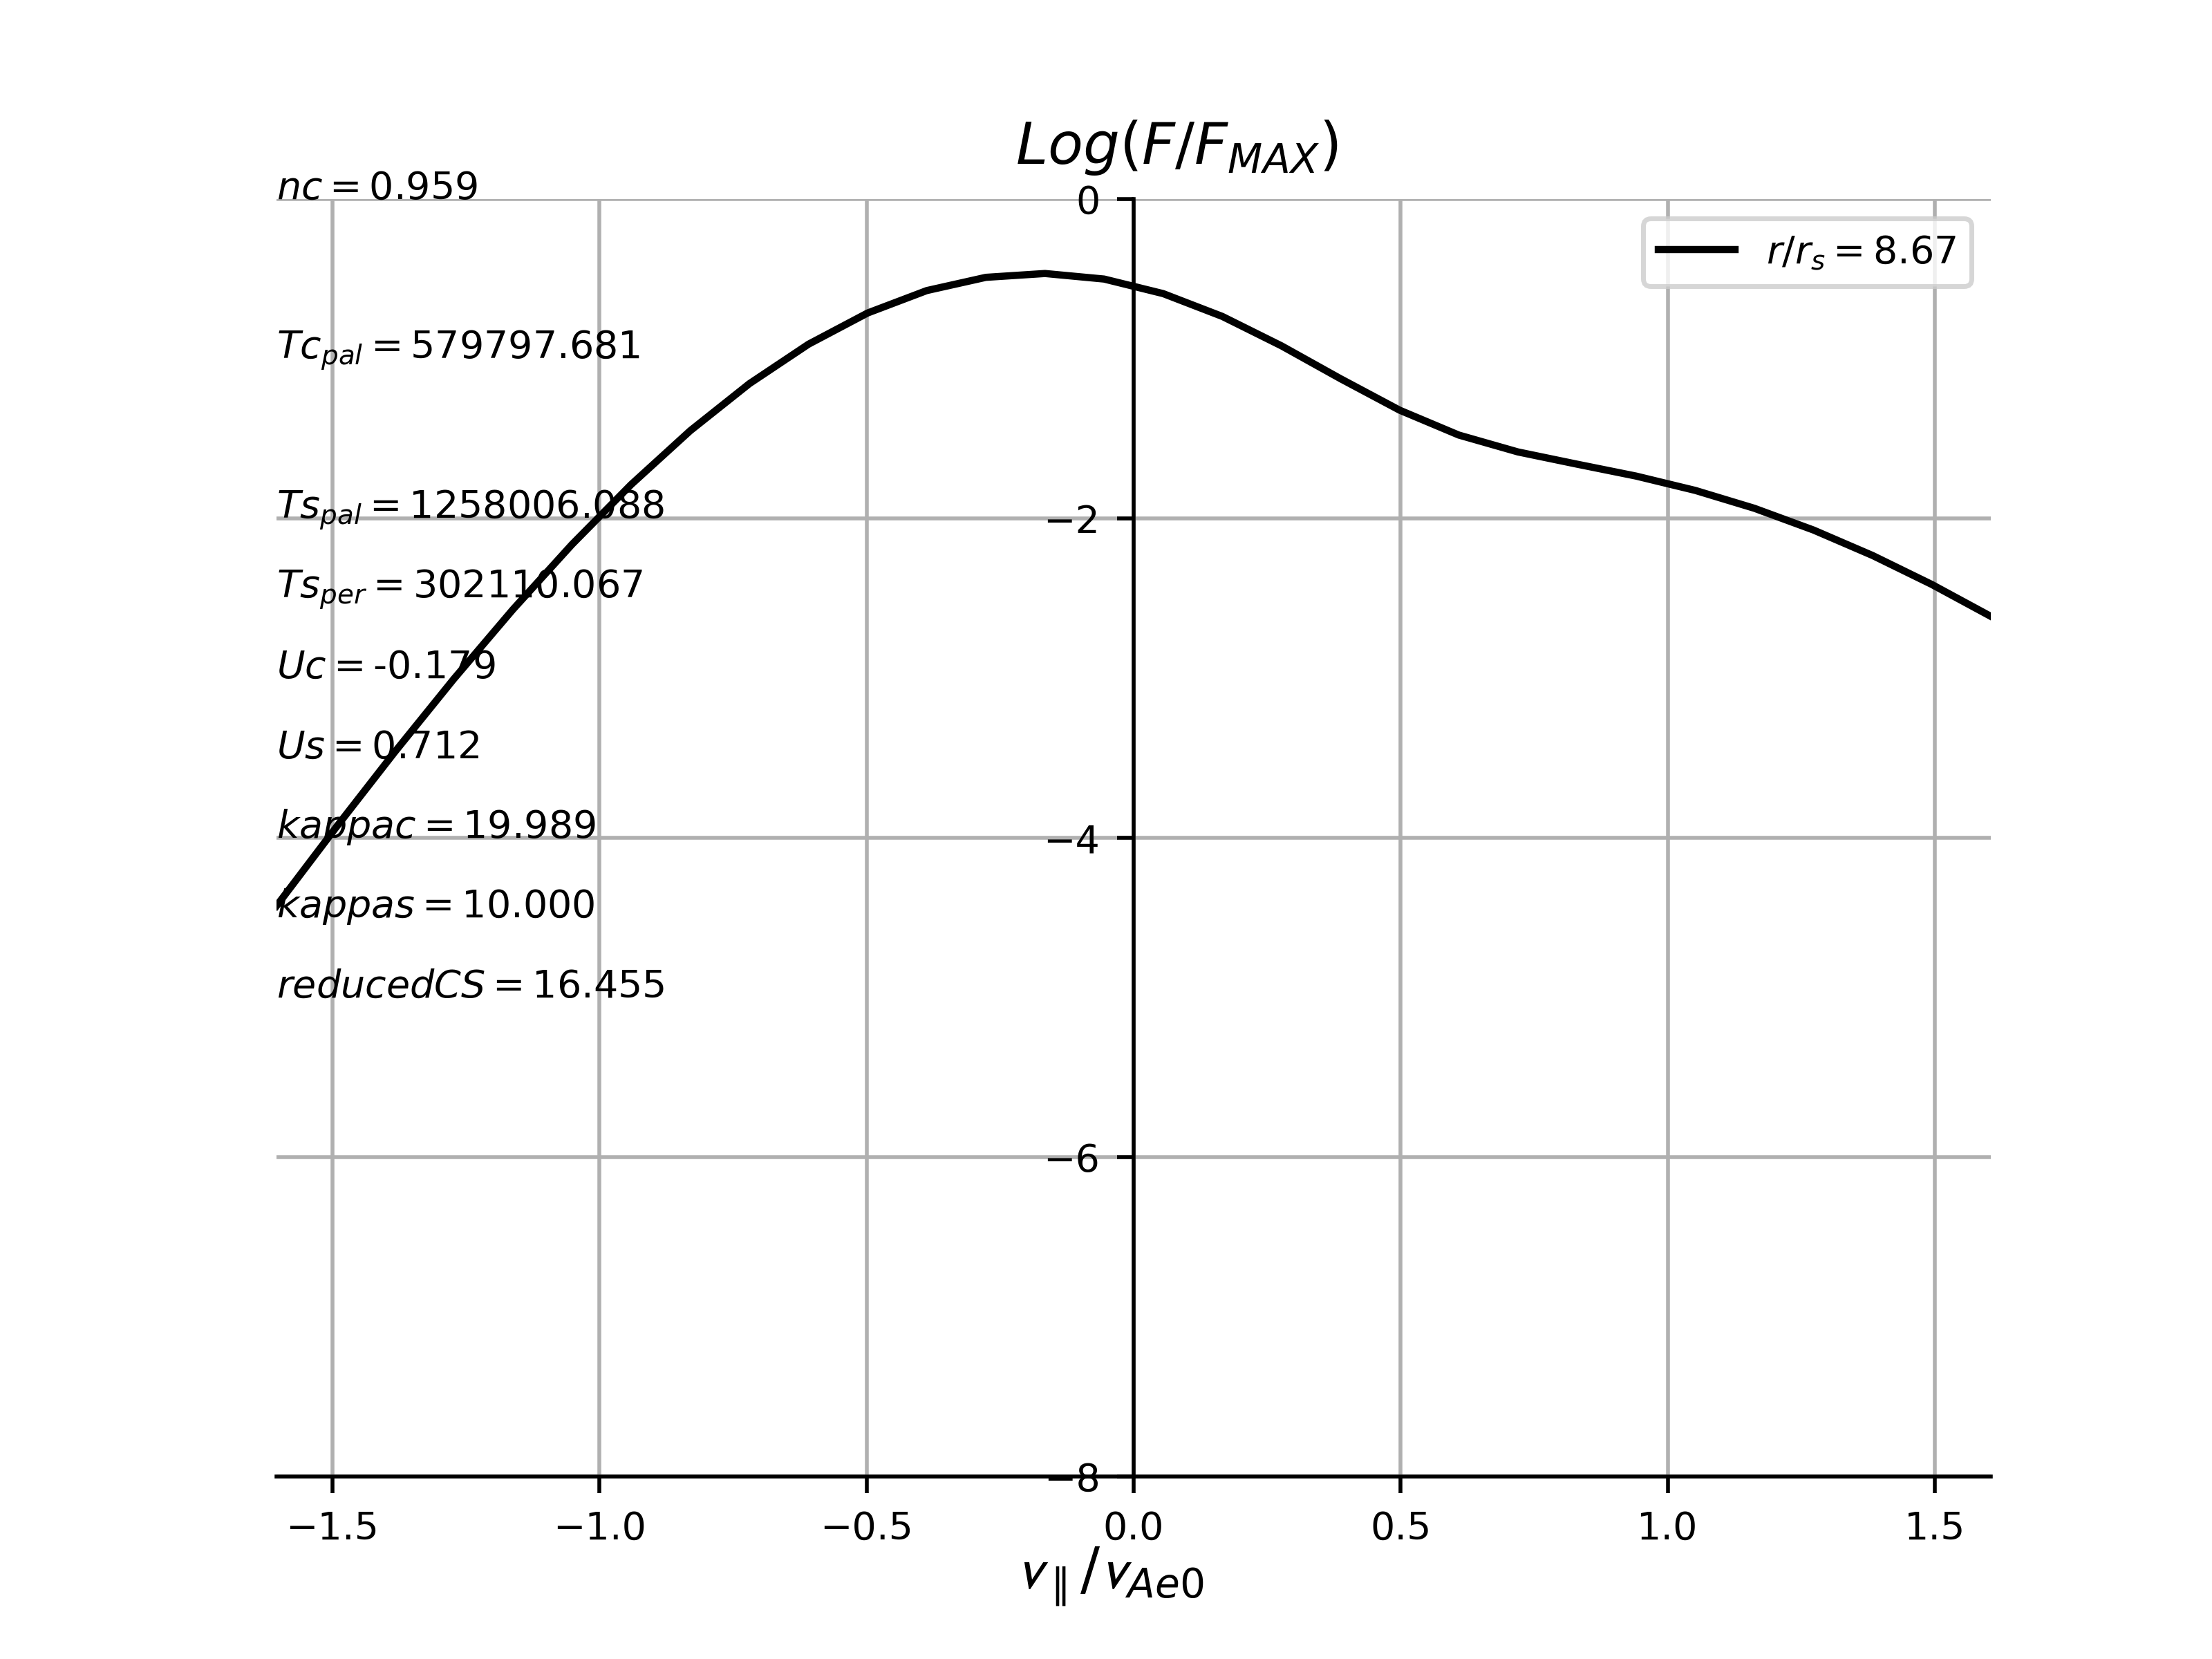 Log(F/F_MAX)
nc = 0.959
0
r/r_s = 8.67
Tc_pal = 579797.681
Ts_pal = 1258006.088
−2
Ts_per = 302110.067
Uc = -0.179
Us = 0.712
kappac = 19.989
−4
kappas = 10.000
reducedCS = 16.455
−6
−8
−1.5 −1.0 −0.5 0.0 0.5 1.0 1.5
v_∥/v_Ae0